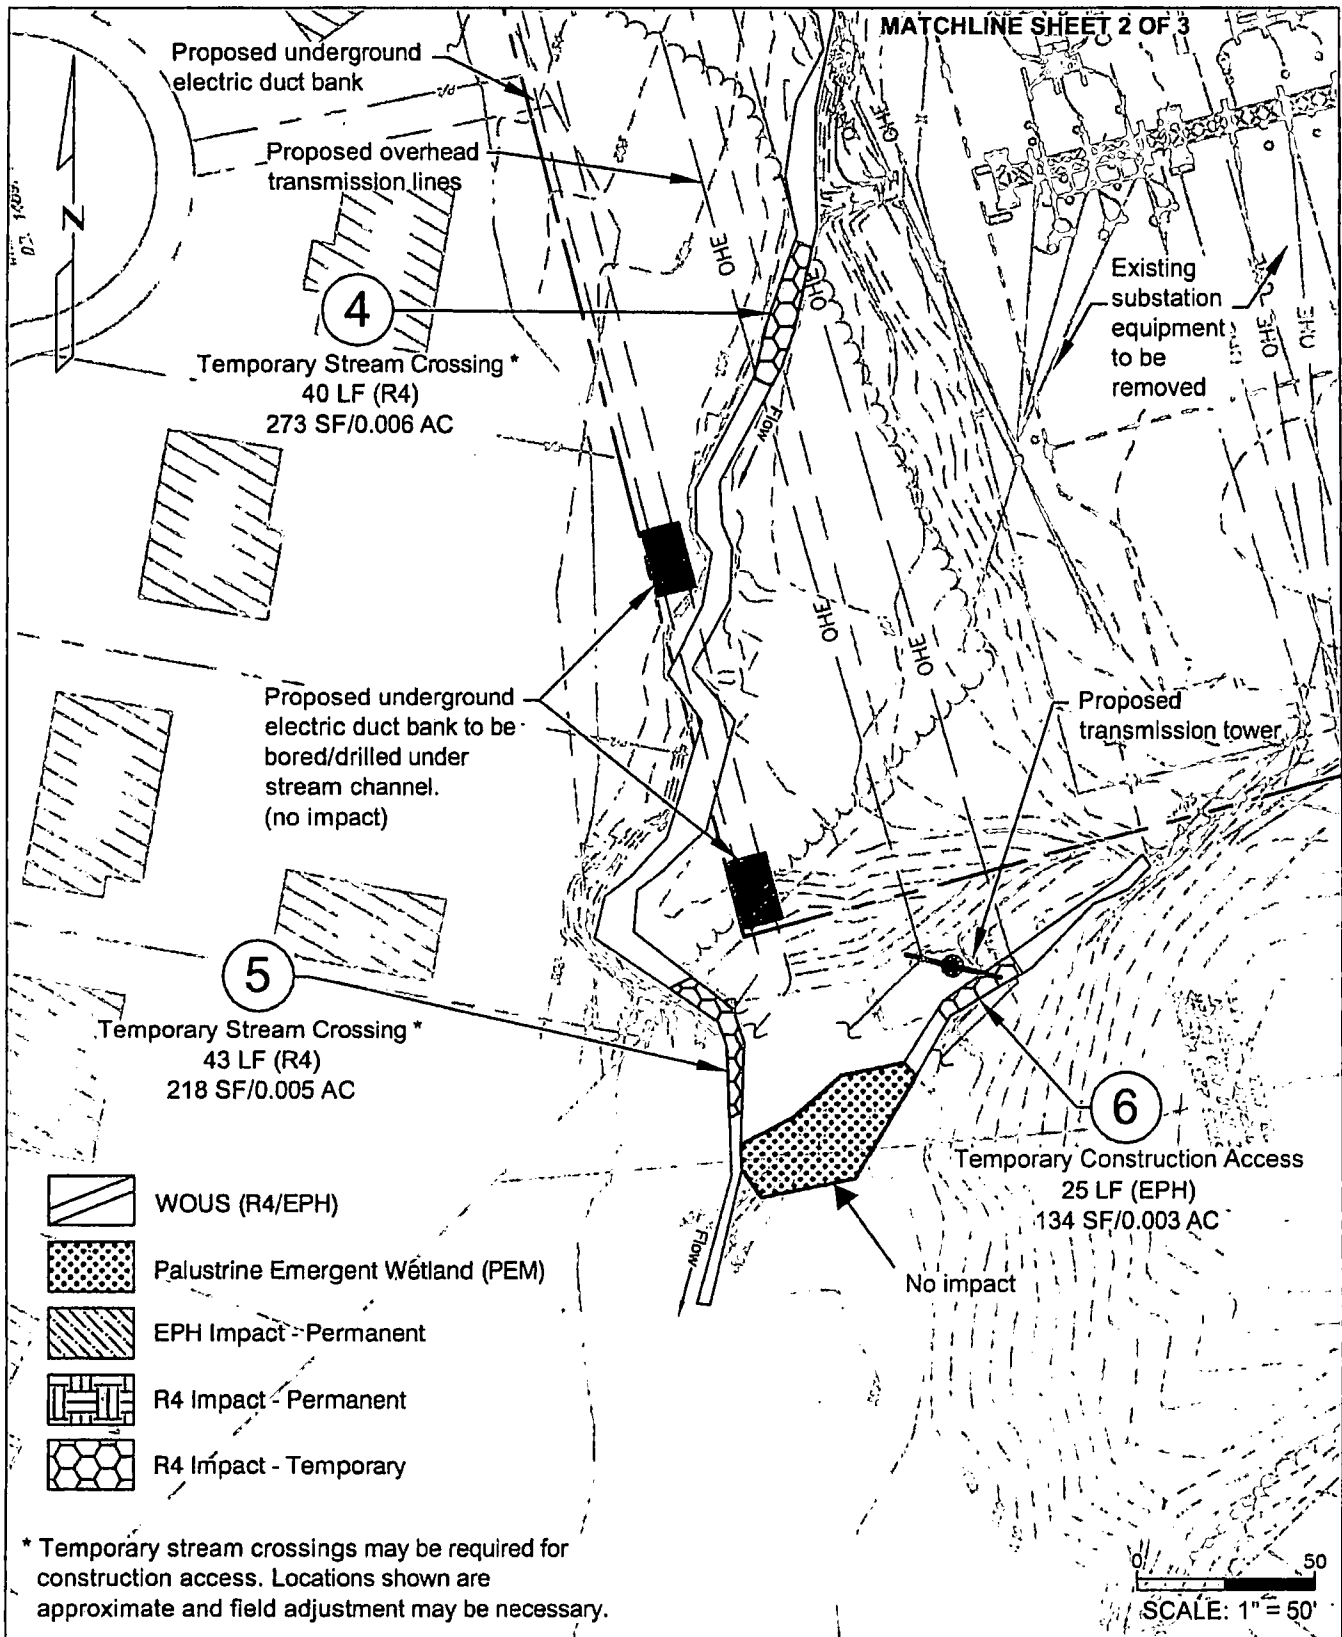 MATCHLINE SHEET 2 OF 3
Proposed underground
electric duct bank
Proposed overhead
transmission lines
N
OHE
OHE
OHE
Existing
substation
equipment
to be
removed
OHE
OHE
4
Temporary Stream Crossing *
40 LF (R4)
273 SF/0.006 AC
Flow
OHE
OHE
Proposed underground
electric duct bank to be
bored/drilled under
stream channel.
(no impact)
Proposed
transmission tower
5
Temporary Stream Crossing *
43 LF (R4)
218 SF/0.005 AC
6
Temporary Construction Access
25 LF (EPH)
134 SF/0.003 AC
No impact
Flow
WOUS (R4/EPH)
Palustrine Emergent Wetland (PEM)
EPH Impact - Permanent
R4 Impact - Permanent
R4 Impact - Temporary
* Temporary stream crossings may be required for
construction access. Locations shown are
approximate and field adjustment may be necessary.
0 50
SCALE: 1" = 50'